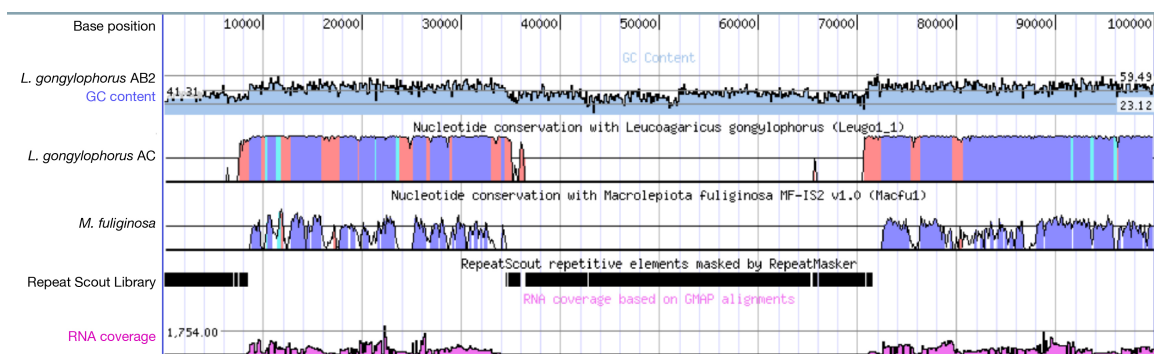 Base position 10000 20000 30000 40000 50000 60000 70000 80000 90000 100000
GC Content
L. gongylophorus AB2
GC content
41.31
59.49
23.12
Nucleotide conservation with Leucoagaricus gongylophorus (Leugo1_1)
L. gongylophorus AC
Nucleotide conservation with Macrolepiota fuliginosa MF-IS2 v1.0 (Macfu1)
M. fuliginosa
RepeatScout repetitive elements masked by RepeatMasker
Repeat Scout Library
RNA coverage based on GMAP alignments
RNA coverage
1,754.00